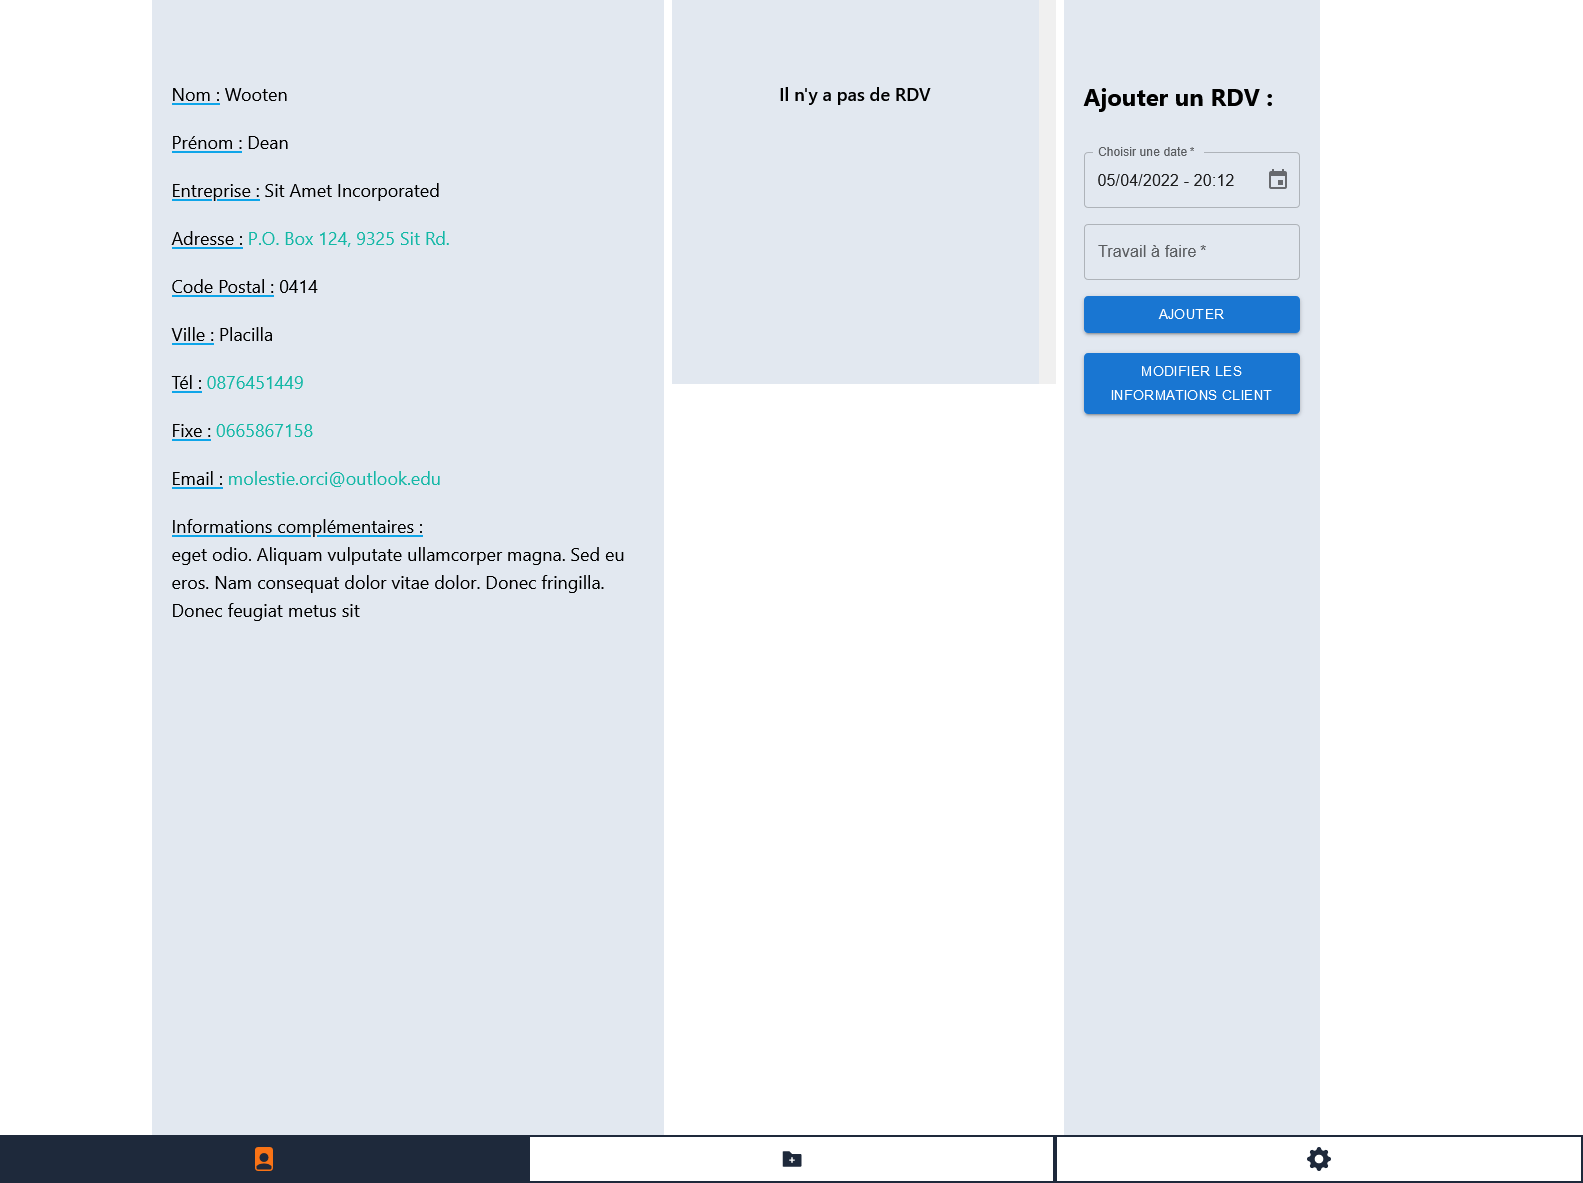 Nom : Wooten
Prénom : Dean
Entreprise : Sit Amet Incorporated
Adresse : P.O. Box 124, 9325 Sit Rd.
Code Postal : 0414
Ville : Placilla
Tél : 0876451449
Fixe : 0665867158
Email : molestie.orci@outlook.edu
Informations complémentaires :
eget odio. Aliquam vulputate ullamcorper magna. Sed eu
eros. Nam consequat dolor vitae dolor. Donec fringilla.
Donec feugiat metus sit
Il n'y a pas de RDV
Ajouter un RDV :
Choisir une date *
05/04/2022 - 20:12
Travail à faire *
AJOUTER
MODIFIER LES
INFORMATIONS CLIENT